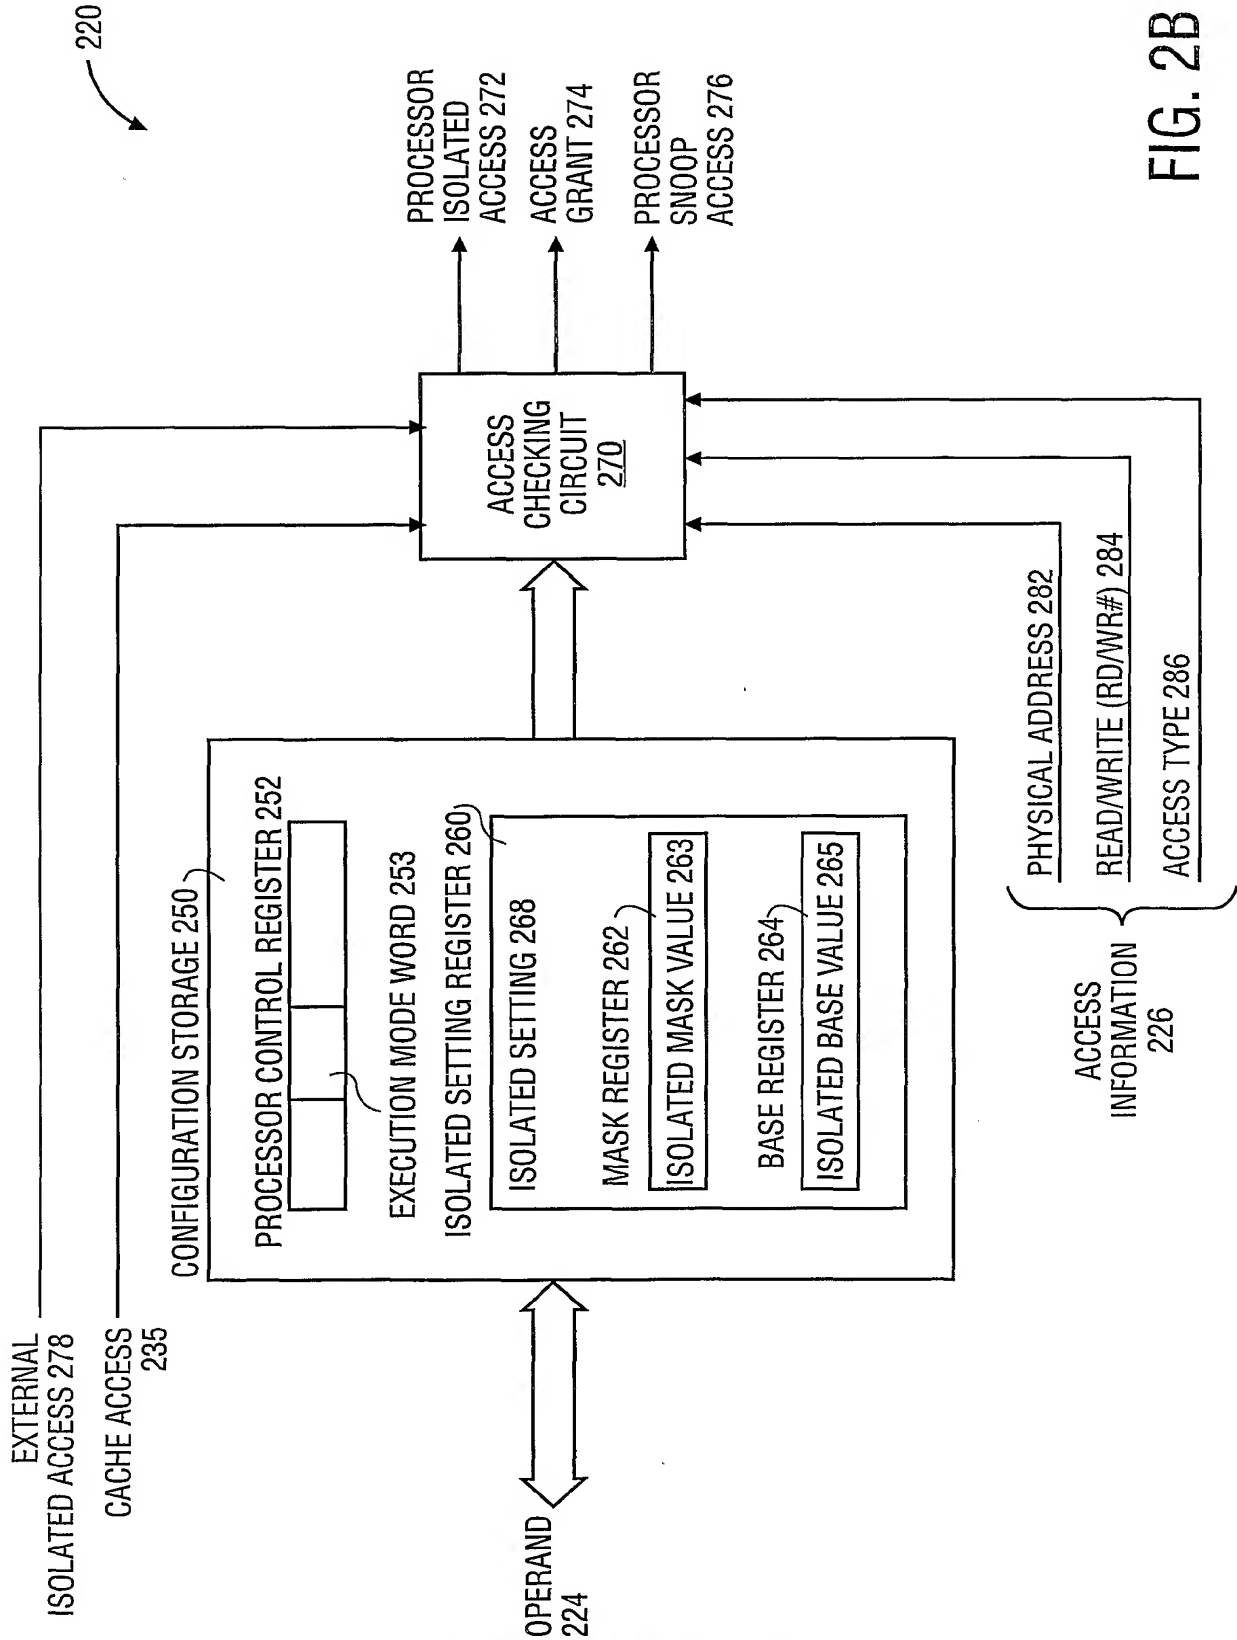 220
EXTERNAL
ISOLATED ACCESS 278
CACHE ACCESS
235
CONFIGURATION STORAGE 250
PROCESSOR CONTROL REGISTER 252
EXECUTION MODE WORD 253
ISOLATED SETTING REGISTER 260
ISOLATED SETTING 268
MASK REGISTER 262
ISOLATED MASK VALUE 263
BASE REGISTER 264
ISOLATED BASE VALUE 265
OPERAND
224
ACCESS
CHECKING
CIRCUIT
270
PROCESSOR
ISOLATED
ACCESS 272
ACCESS
GRANT 274
PROCESSOR
SNOOP
ACCESS 276
ACCESS
INFORMATION
226
PHYSICAL ADDRESS 282
READ/WRITE (RD/WR#) 284
ACCESS TYPE 286
FIG. 2B